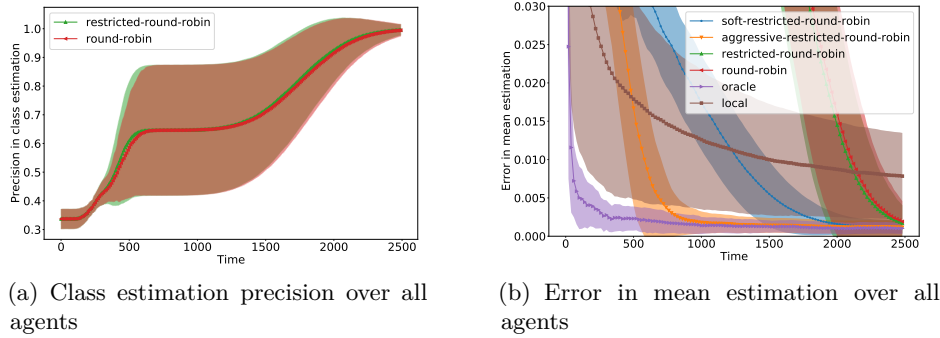 restricted-round-robin
round-robin
Precision in class estimation
1.0
0.9
0.8
0.7
0.6
0.5
0.4
0.3
0
500
1000
1500
2000
2500
Time
(a) Class estimation precision over all
agents
soft-restricted-round-robin
aggressive-restricted-round-robin
restricted-round-robin
round-robin
oracle
local
Error in mean estimation
0.030
0.025
0.020
0.015
0.010
0.005
0.000
0
500
1000
1500
2000
2500
Time
(b) Error in mean estimation over all
agents